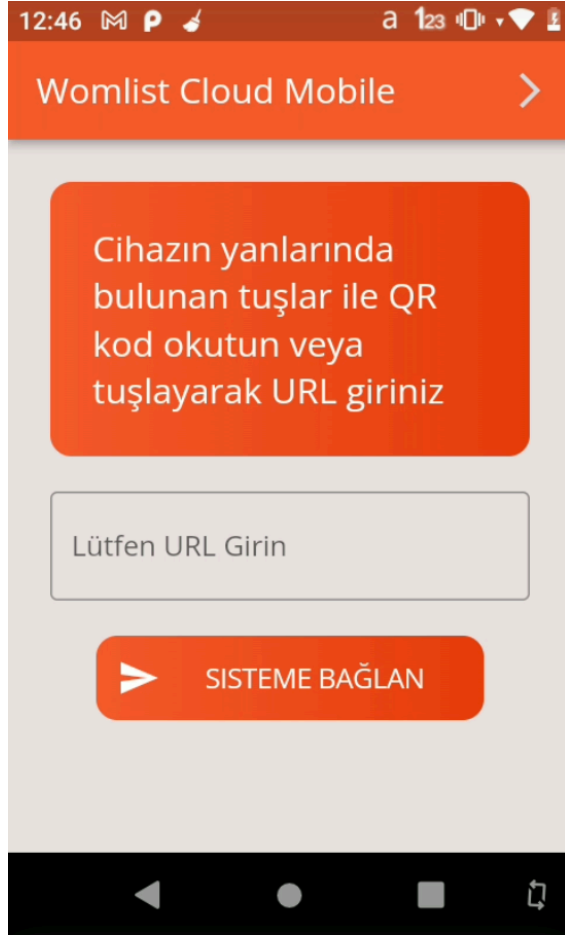 12:46 a 123
Womlist Cloud Mobile
Cihazın yanlarında
bulunan tuşlar ile QR
kod okutun veya
tuşlayarak URL giriniz
Lütfen URL Girin
SISTEME BAĞLAN